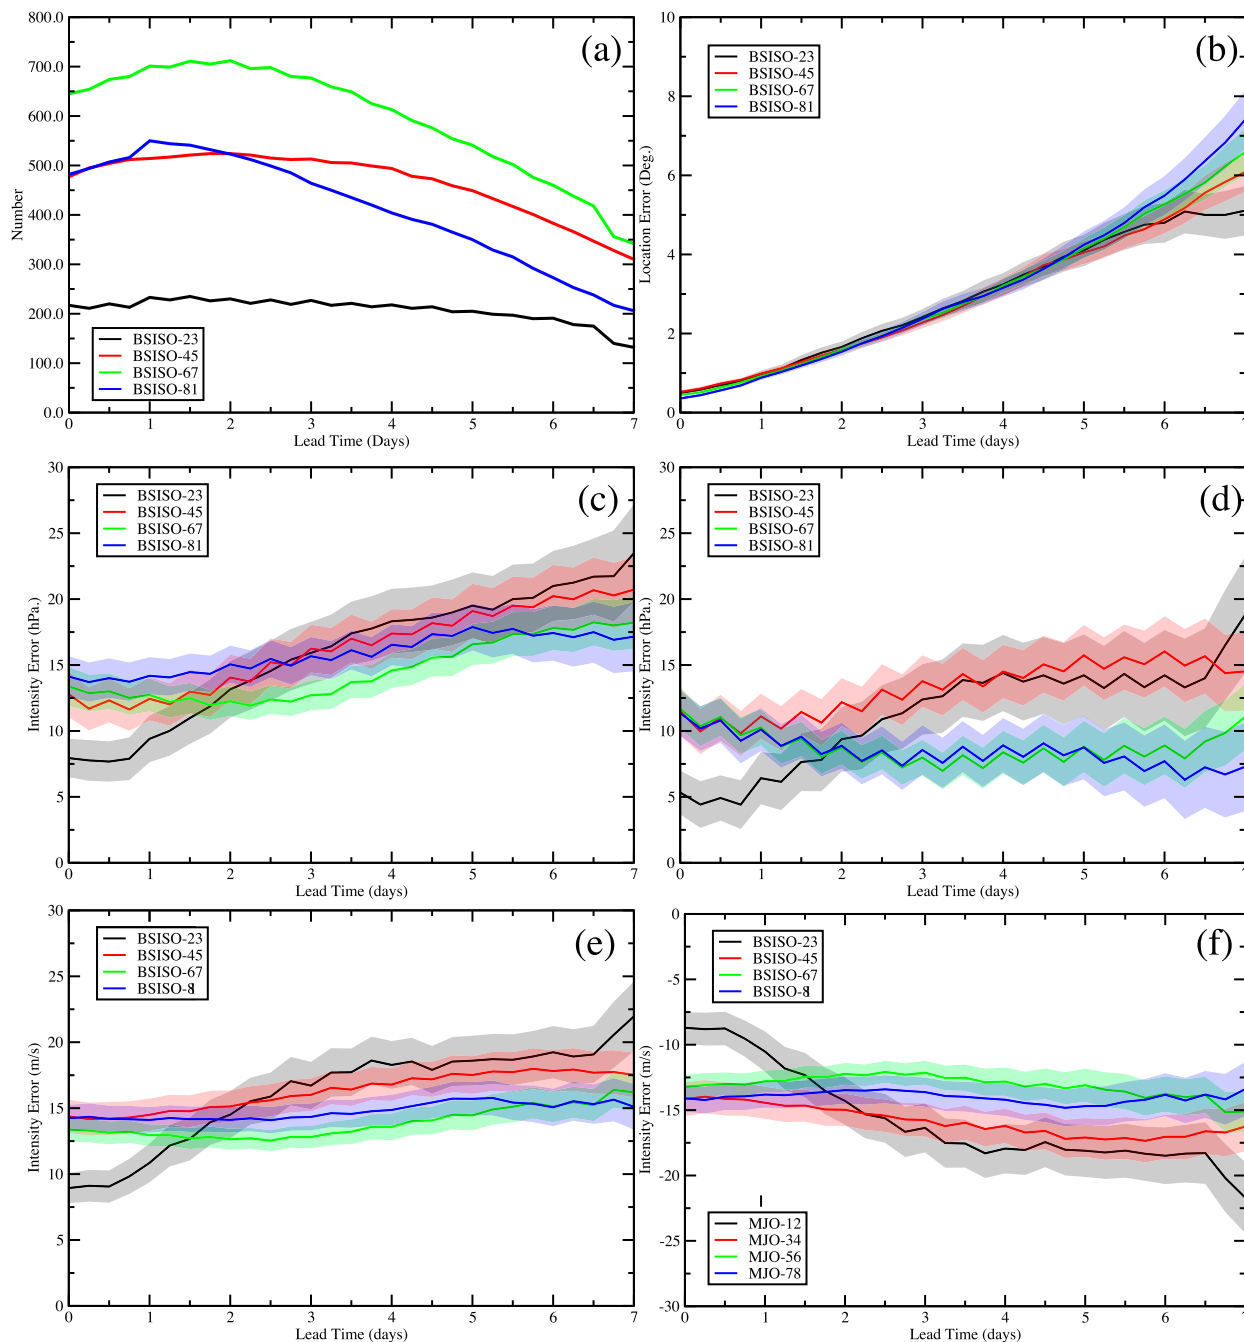 (a)
800.0
700.0
600.0
500.0
400.0
300.0
200.0
100.0
0.0
Number
BSISO-23
BSISO-45
BSISO-67
BSISO-81
0 1 2 3 4 5 6 7
Lead Time (Days)
(b)
10
8
6
4
2
0
Location Error (Deg.)
BSISO-23
BSISO-45
BSISO-67
BSISO-81
0 1 2 3 4 5 6 7
Lead Time (days)
(c)
30
25
20
15
10
5
0
Intensity Error (hPa.)
BSISO-23
BSISO-45
BSISO-67
BSISO-81
0 1 2 3 4 5 6 7
Lead Time (days)
(d)
30
25
20
15
10
5
0
Intensity Error (hPa.)
BSISO-23
BSISO-45
BSISO-67
BSISO-81
0 1 2 3 4 5 6 7
Lead Time (days)
(e)
30
25
20
15
10
5
0
Intensity Error (m/s)
BSISO-23
BSISO-45
BSISO-67
BSISO-81
0 1 2 3 4 5 6 7
Lead Time (days)
(f)
0
-5
-10
-15
-20
-25
-30
Intensity Error (m/s)
BSISO-23
BSISO-45
BSISO-67
BSISO-81
MJO-12
MJO-34
MJO-56
MJO-78
0 1 2 3 4 5 6 7
Lead Time (days)